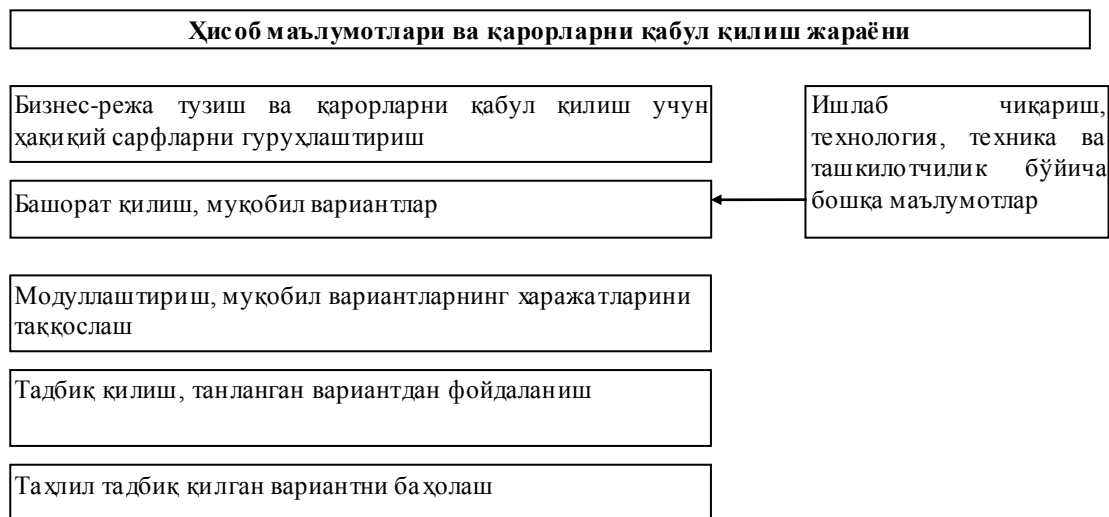 Ҳисоб маълумотлари ва қарорларни қабул қилиш жараёни
Бизнес-режа тузиш ва қарорларни қабул қилиш учун
ҳақиқий сарфларни гуруҳлаштириш
Ишлаб чиқариш,
технология, техника ва
ташкилотчилик бўйича
бошқа маълумотлар
Башорат қилиш, муқобил вариантлар
Модуллаштириш, муқобил вариантларнинг харажатларини
таққослаш
Тадбиқ қилиш, танланган вариантдан фойдаланиш
Таҳлил тадбиқ қилган вариантни баҳолаш